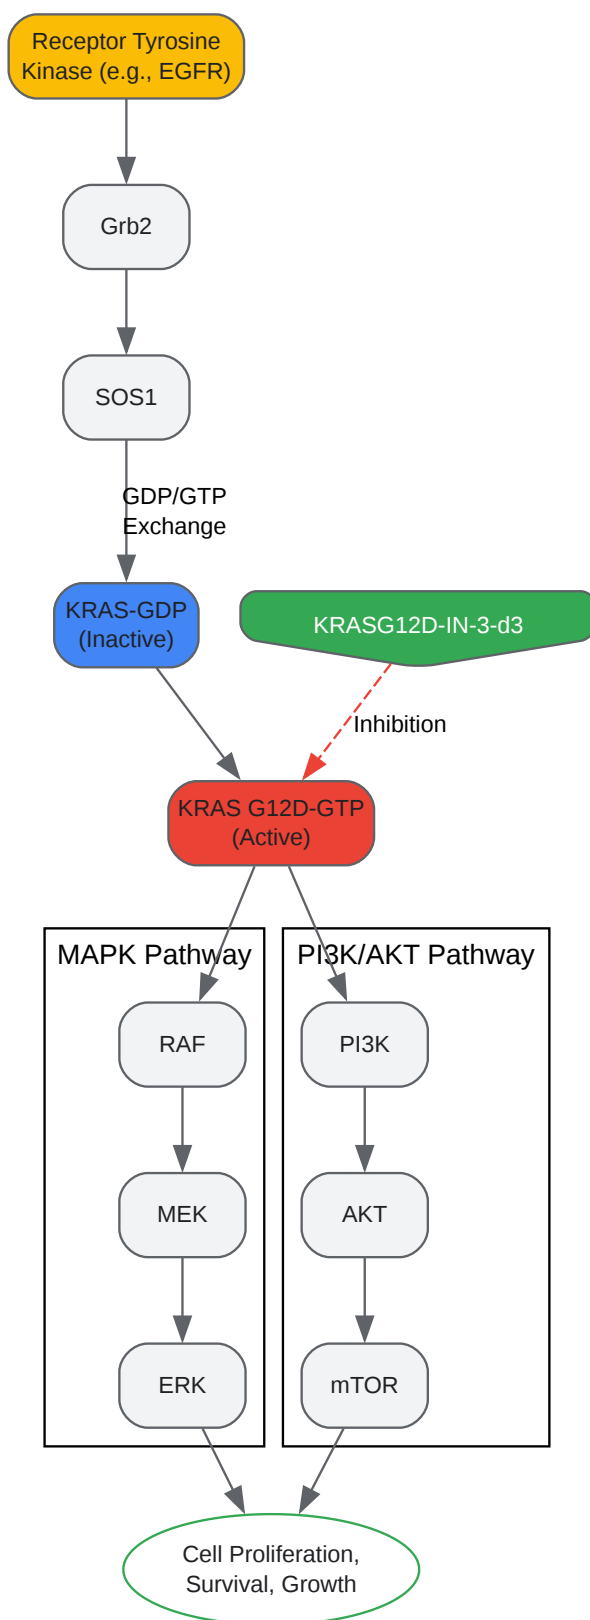 Receptor Tyrosine
Kinase (e.g., EGFR)
Grb2
SOS1
GDP/GTP
Exchange
KRAS-GDP
(Inactive)
KRASG12D-IN-3-d3
Inhibition
KRAS G12D-GTP
(Active)
MAPK Pathway
PI3K/AKT Pathway
RAF
PI3K
MEK
AKT
ERK
mTOR
Cell Proliferation,
Survival, Growth